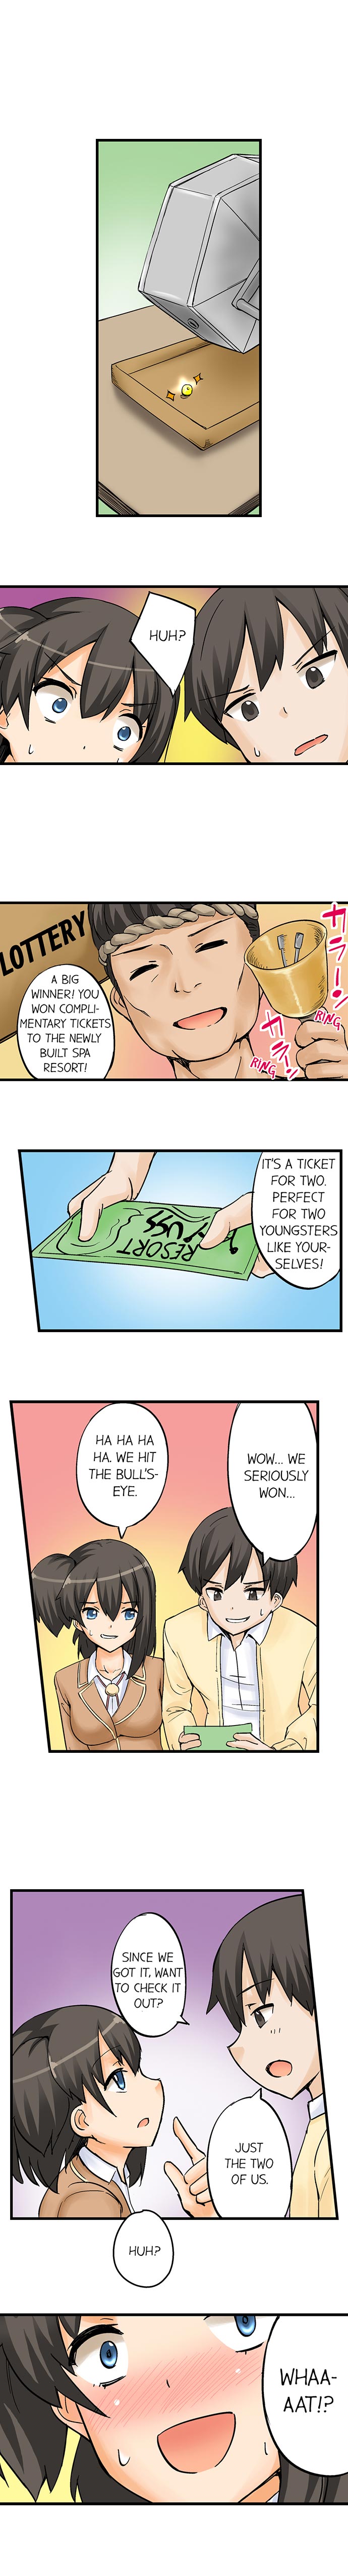 HUH?
LOTTERY
A BIG
WINNER! YOU
WON COMPLI-
MENTARY TICKETS
TO THE NEWLY
BUILT SPA
RESORT!
カラーン
RING
カラーン
RING
IT'S A TICKET
FOR TWO.
PERFECT
FOR TWO
YOUNGSTERS
LIKE YOUR-
SELVES!
RESORT
WOW... WE
SERIOUSLY
WON...
HA HA HA
HA. WE HIT
THE BULL'S-
EYE.
SINCE WE
GOT IT, WANT
TO CHECK IT
OUT?
JUST
THE TWO
OF US.
HUH?
WHAA-
AAT!?